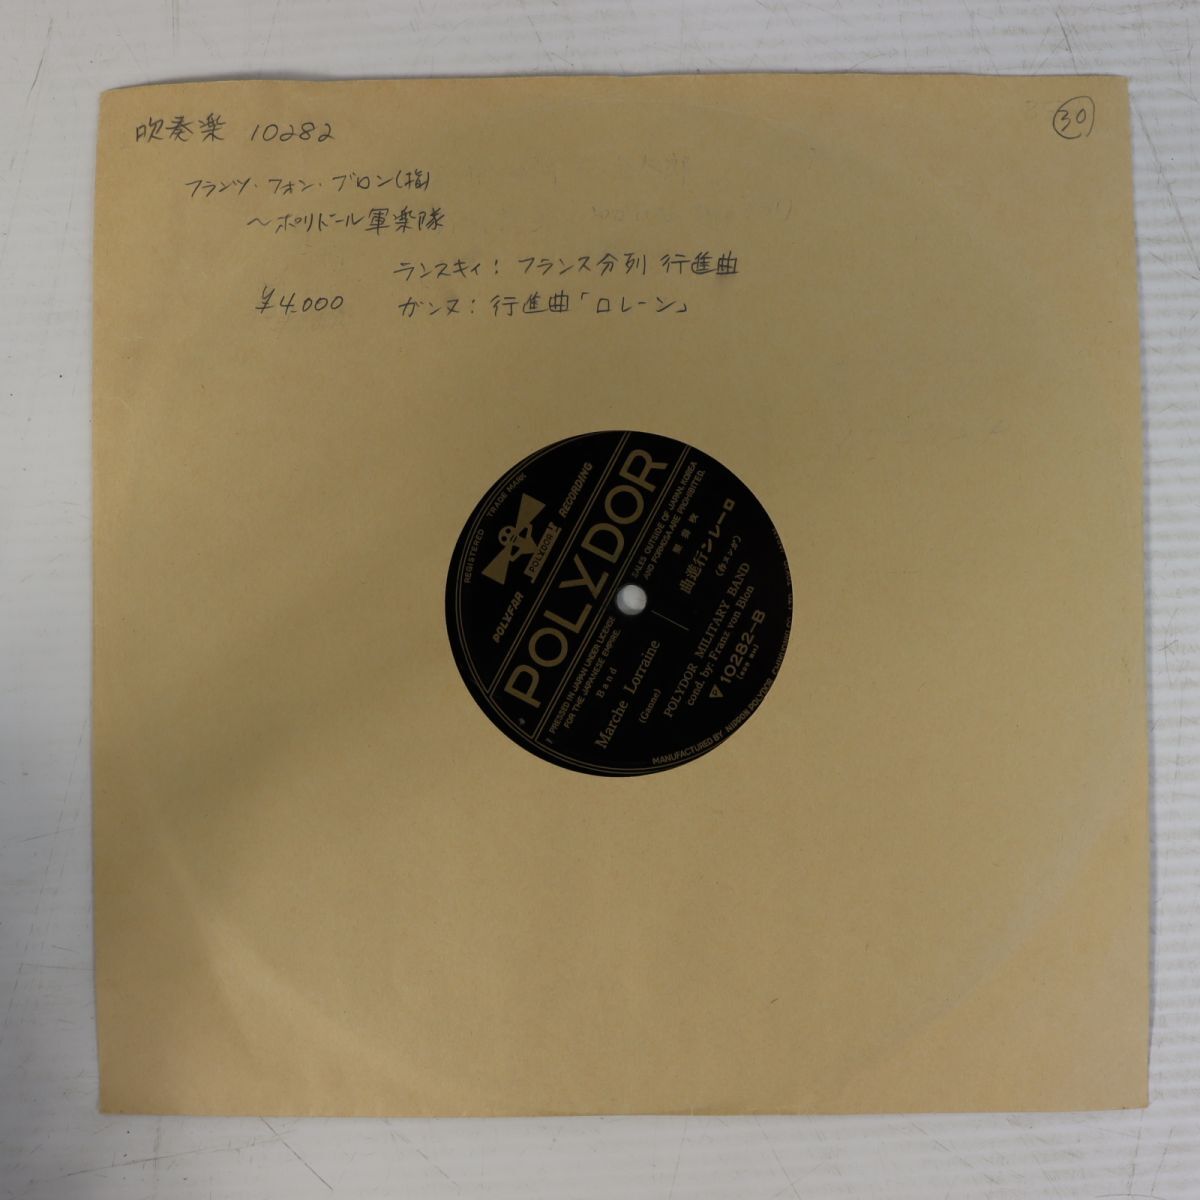 吹奏楽 10282
30
フランツ・フォン・ブロン(指)
〜ポリドール軍楽隊
ランスキィ: フランス分列 行進曲
¥4.000 ガンヌ: 行進曲「ロレーン」
REGISTERED TRADE MARK
POLYDOR
POLYFAR RECORDING
POLYDOR
PRESSED IN JAPAN UNDER LICENSE
FOR THE JAPANESE EMPIRE.
SALES OUTSIDE OF JAPAN, KOREA
AND FORMOSA ARE PROHIBITED.
Band
Marche Lorraine
(Ganne)
ロレーン行進曲
(ガンヌ作)
POLYDOR MILITARY BAND
cond. by: Franz von Blon
10282-B
MANUFACTURED BY NIPPON POLYDOR